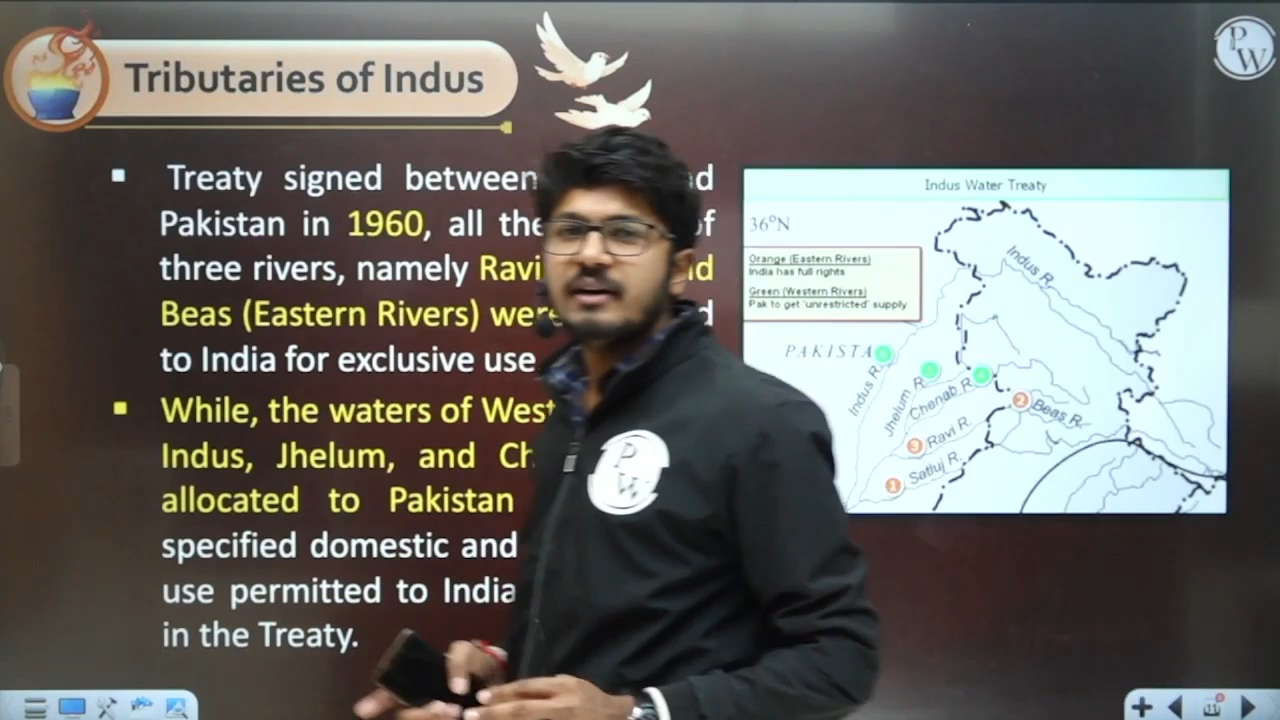 Tributaries of Indus
PW
Treaty signed between
Pakistan in 1960, all the of
three rivers, namely Ravi
Beas (Eastern Rivers) were
to India for exclusive use
While, the waters of
Indus, Jhelum, and
allocated to Pakistan
specified domestic and
use permitted to India
in the Treaty.
Indus Water Treaty
36°N
Orange (Eastern Rivers)
India has full rights
Green (Western Rivers)
Pak to get 'unrestricted' supply
Indus R.
PAKISTA
Indus R.
Jhelum R.
Chenab R.
2 Beas R.
3 Ravi R.
1 Satluj R.
PW